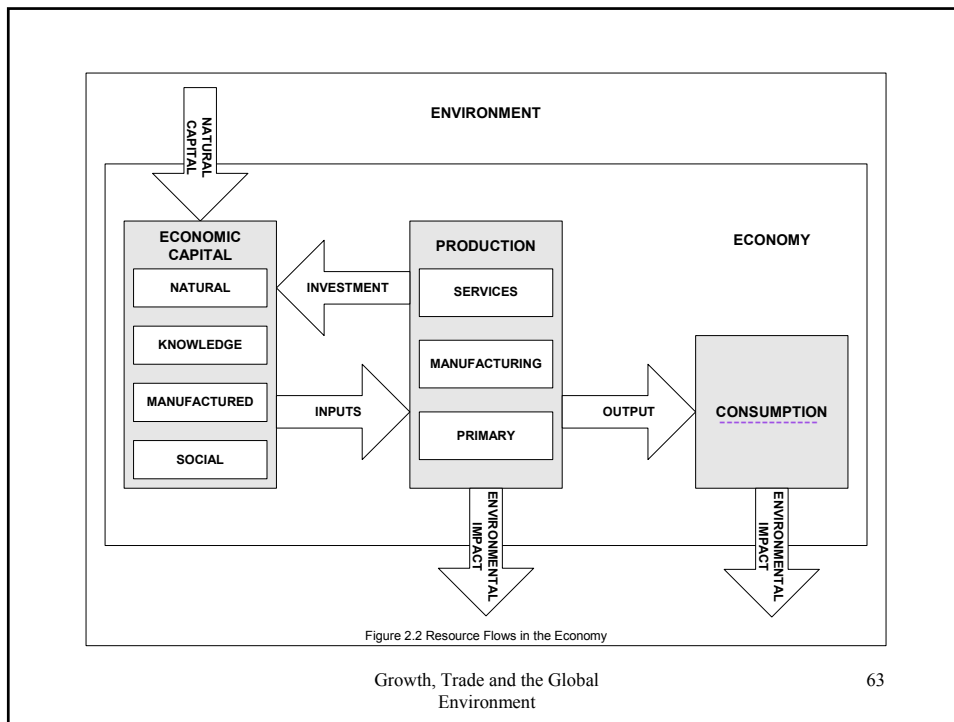 ENVIRONMENT
NATURAL
CAPITAL
ECONOMY
ECONOMIC
CAPITAL
NATURAL
KNOWLEDGE
MANUFACTURED
SOCIAL
INVESTMENT
INPUTS
PRODUCTION
SERVICES
MANUFACTURING
PRIMARY
OUTPUT
CONSUMPTION
ENVIRONMENTAL
IMPACT
ENVIRONMENTAL
IMPACT
Figure 2.2 Resource Flows in the Economy
Growth, Trade and the Global
Environment
63